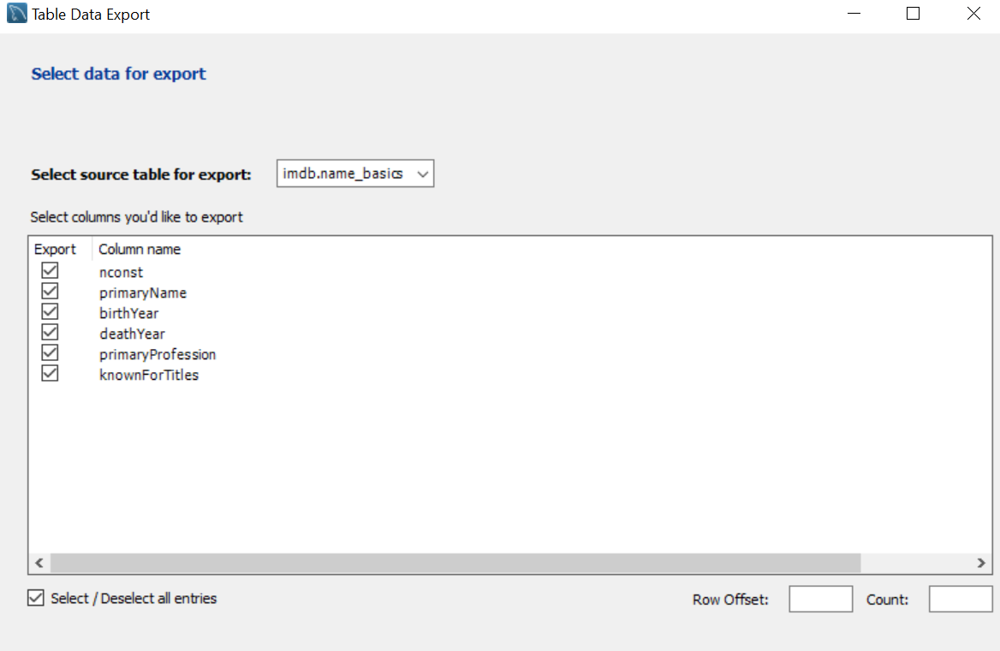 Table Data Export
Select data for export
Select source table for export: imdb.name_basics
Select columns you'd like to export
Export Column name
nconst
primaryName
birthYear
deathYear
primaryProfession
knownForTitles
Select / Deselect all entries Row Offset: Count: